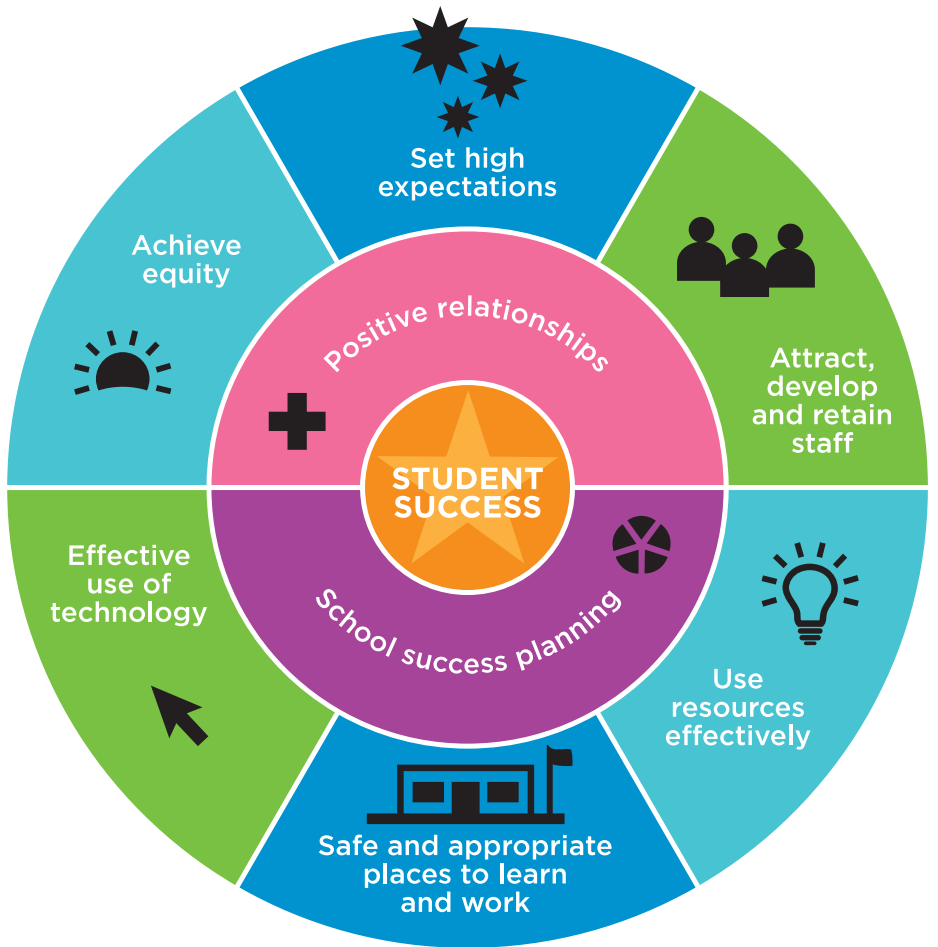 Set high
expectations
Achieve
equity
Attract,
develop
and retain
staff
Positive relationships
STUDENT
SUCCESS
School success planning
Effective
use of
technology
Use
resources
effectively
Safe and appropriate
places to learn
and work